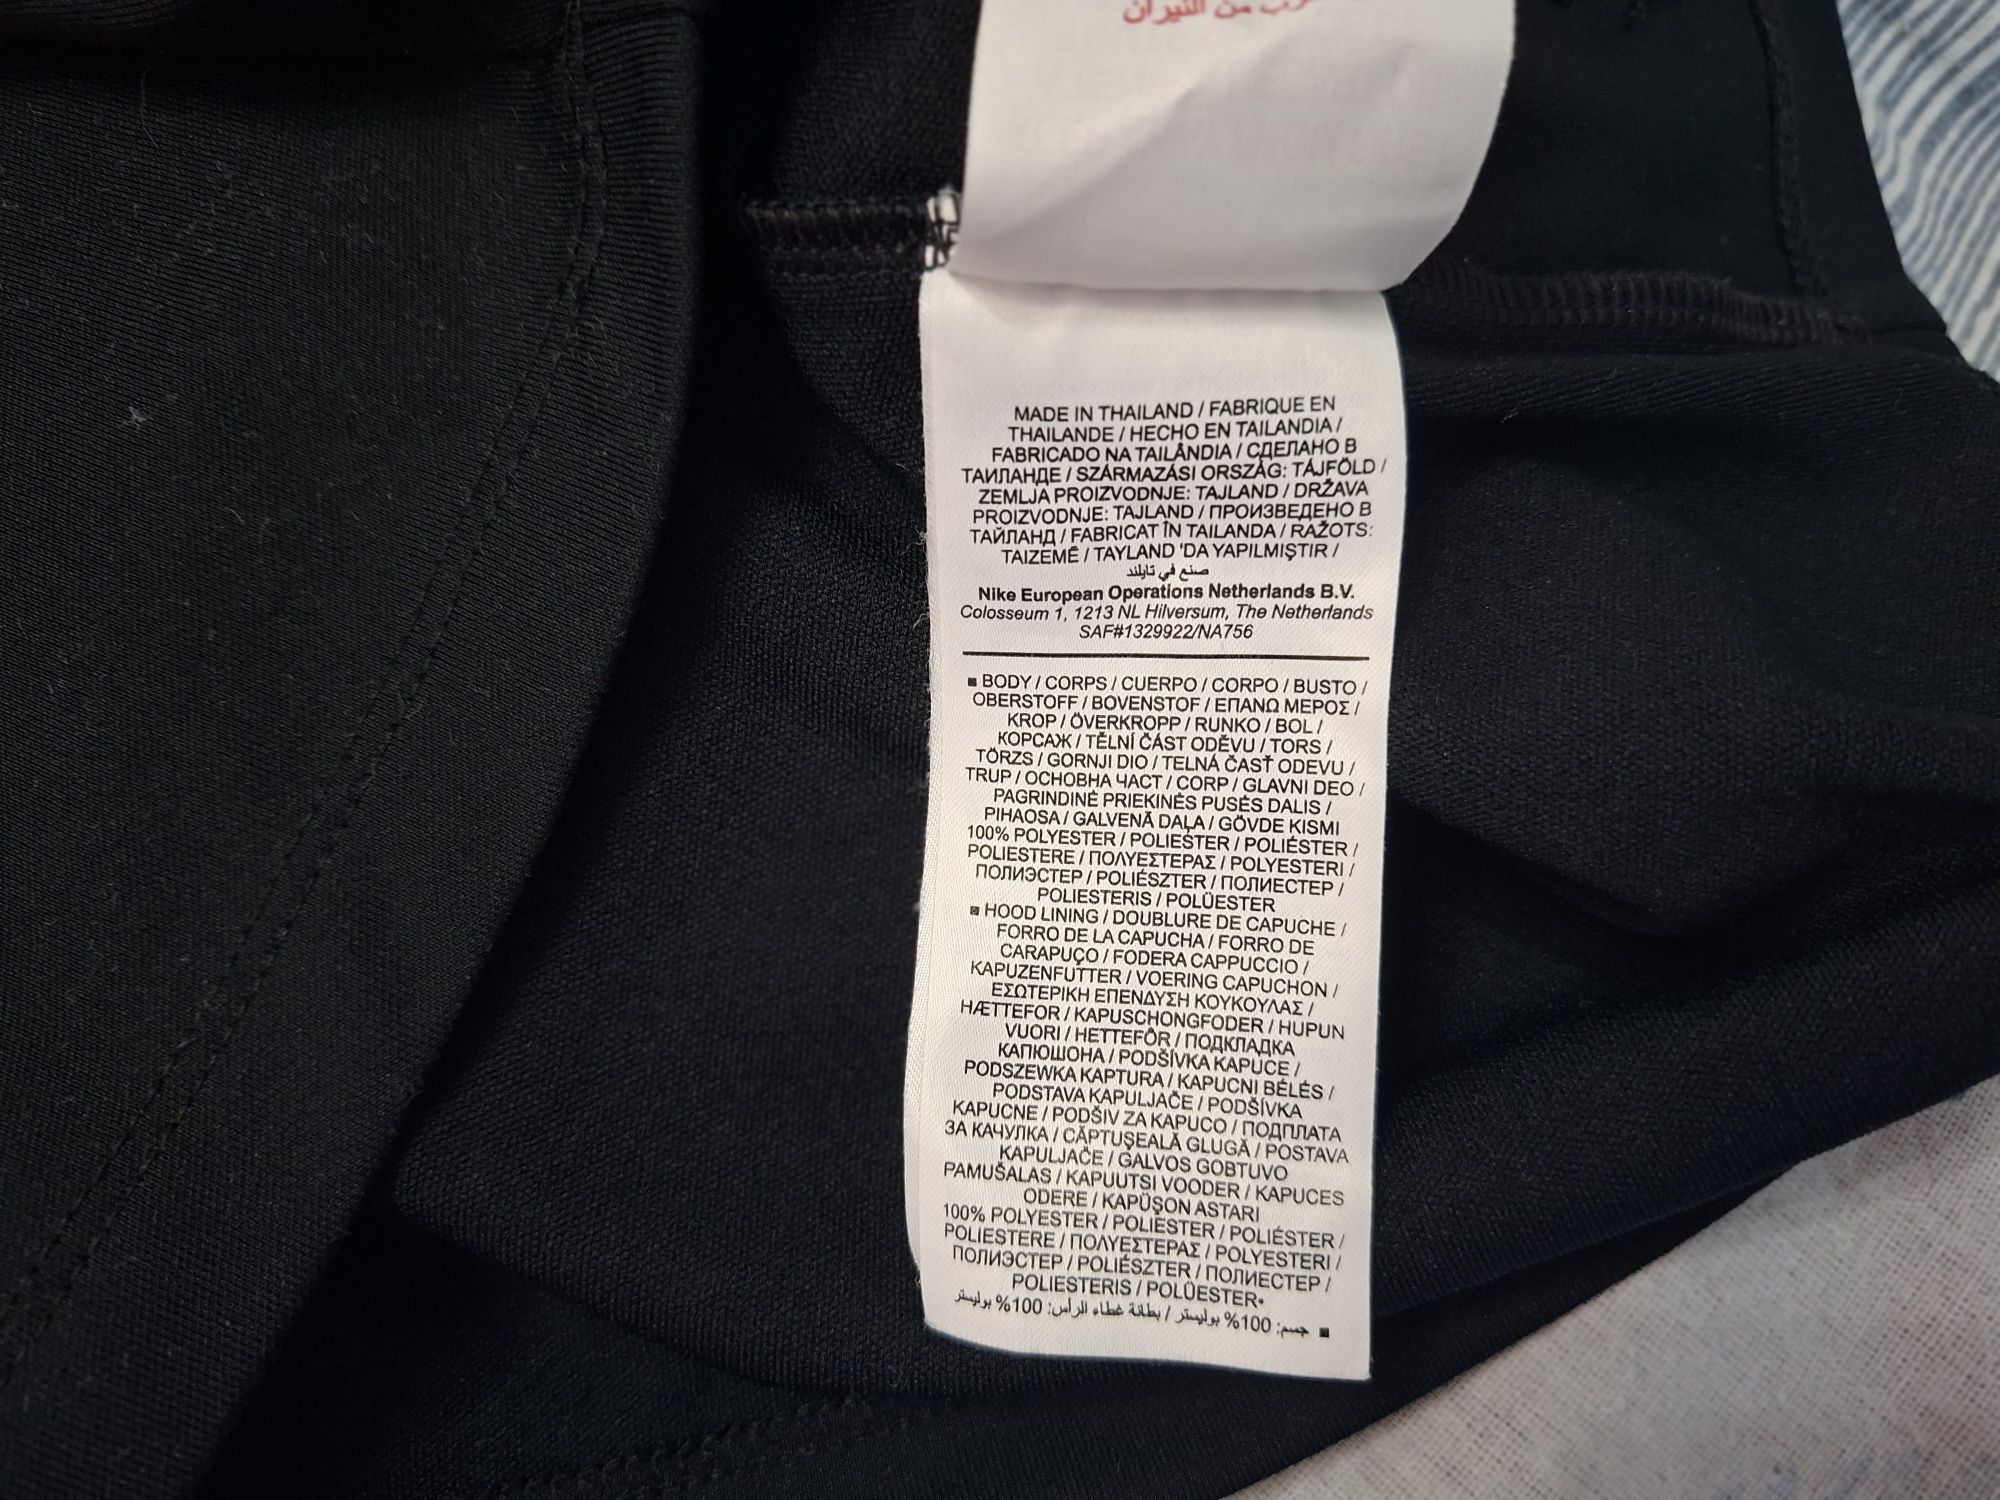 من النيران
MADE IN THAILAND / FABRIQUE EN
THAILANDE / HECHO EN TAILANDIA /
FABRICADO NA TAILÂNDIA / СДЕЛАНО В
ТАИЛАНДЕ / SZÁRMAZÁSI ORSZÁG: TÁJFÖLD /
ZEMLJA PROIZVODNJE: TAJLAND / DRŽAVA
PROIZVODNJE: TAJLAND / ПРОИЗВЕДЕНО В
ТАЙЛАНД / FABRICAT ÎN TAILANDA / RAŽOTS:
TAIZEMĒ / TAYLAND 'DA YAPILMIŞTIR /
صنع في تايلند
Nike European Operations Netherlands B.V.
Colosseum 1, 1213 NL Hilversum, The Netherlands
SAF#1329922/NA756
■ BODY / CORPS / CUERPO / CORPO / BUSTO /
OBERSTOFF / BOVENSTOF / ΕΠΑΝΩ ΜΕΡΟΣ /
KROP / ÖVERKROPP / RUNKO / BOL /
КОРСАЖ / TĚLNÍ ČÁST ODĚVU / TORS /
TÖRZS / GORNJI DIO / TELNÁ ČASŤ ODEVU /
TRUP / ОСНОВНА ЧАСТ / CORP / GLAVNI DEO /
PAGRINDINĖ PRIEKINĖS PUSĖS DALIS /
PIHAOSA / GALVENĀ DAĻA / GÖVDE KISMI
100% POLYESTER / POLIESTER / POLIÉSTER /
POLIESTERE / ΠΟΛΥΕΣΤΕΡΑΣ / POLYESTERI /
ПОЛИЭСТЕР / POLIÉSZTER / ПОЛИЕСТЕР /
POLIESTERIS / POLÜESTER
■ HOOD LINING / DOUBLURE DE CAPUCHE /
FORRO DE LA CAPUCHA / FORRO DE
CARAPUÇO / FODERA CAPPUCCIO /
KAPUZENFUTTER / VOERING CAPUCHON /
ΕΣΩΤΕΡΙΚΗ ΕΠΕΝΔΥΣΗ ΚΟΥΚΟΥΛΑΣ /
HÆTTEFOR / KAPUSCHONGFODER / HUPUN
VUORI / HETTEFÔR / ПОДКЛАДКА
КАПЮШОНА / PODŠÍVKA KAPUCE /
PODSZEWKA KAPTURA / KAPUCNI BÉLÉS /
PODSTAVA KAPULJAČE / PODŠÍVKA
KAPUCNE / PODŠIV ZA KAPUCO / ПОДПЛАТА
ЗА КАЧУЛКА / CĂPTUŞEALĂ GLUGĂ / POSTAVA
KAPULJAČE / GALVOS GOBTUVO
PAMUŠALAS / KAPUUTSI VOODER / KAPUCES
ODERE / KAPÜŞON ASTARI
100% POLYESTER / POLIESTER / POLIÉSTER /
POLIESTERE / ΠΟΛΥΕΣΤΕΡΑΣ / POLYESTERI /
ПОЛИЭСТЕР / POLIÉSZTER / ПОЛИЕСТЕР /
POLIESTERIS / POLÜESTER•
■ جسم: 100% بوليستر / بطانة غطاء الرأس: 100% بوليستر